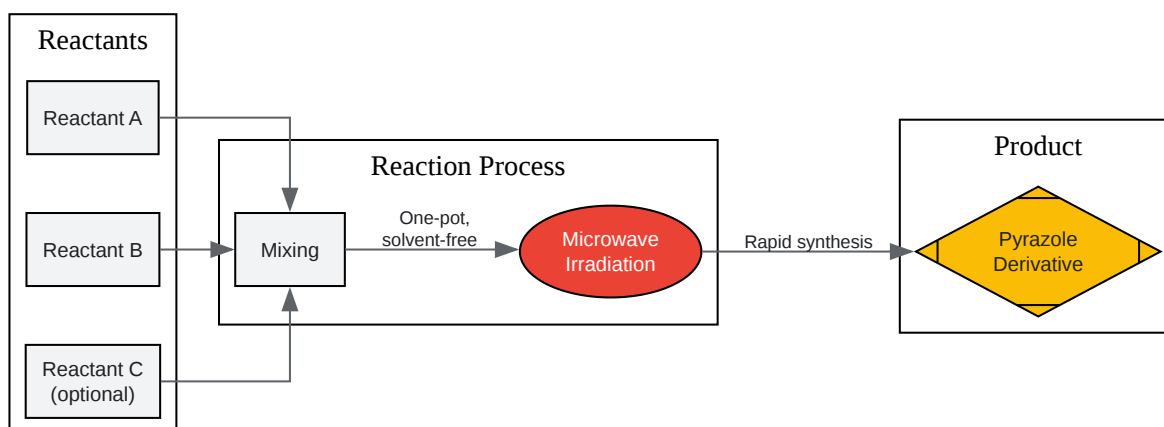 Reactants
Reactant A
Reactant B
Reactant C
(optional)
Reaction Process
Mixing
One-pot,
solvent-free
Microwave
Irradiation
Rapid synthesis
Product
Pyrazole
Derivative